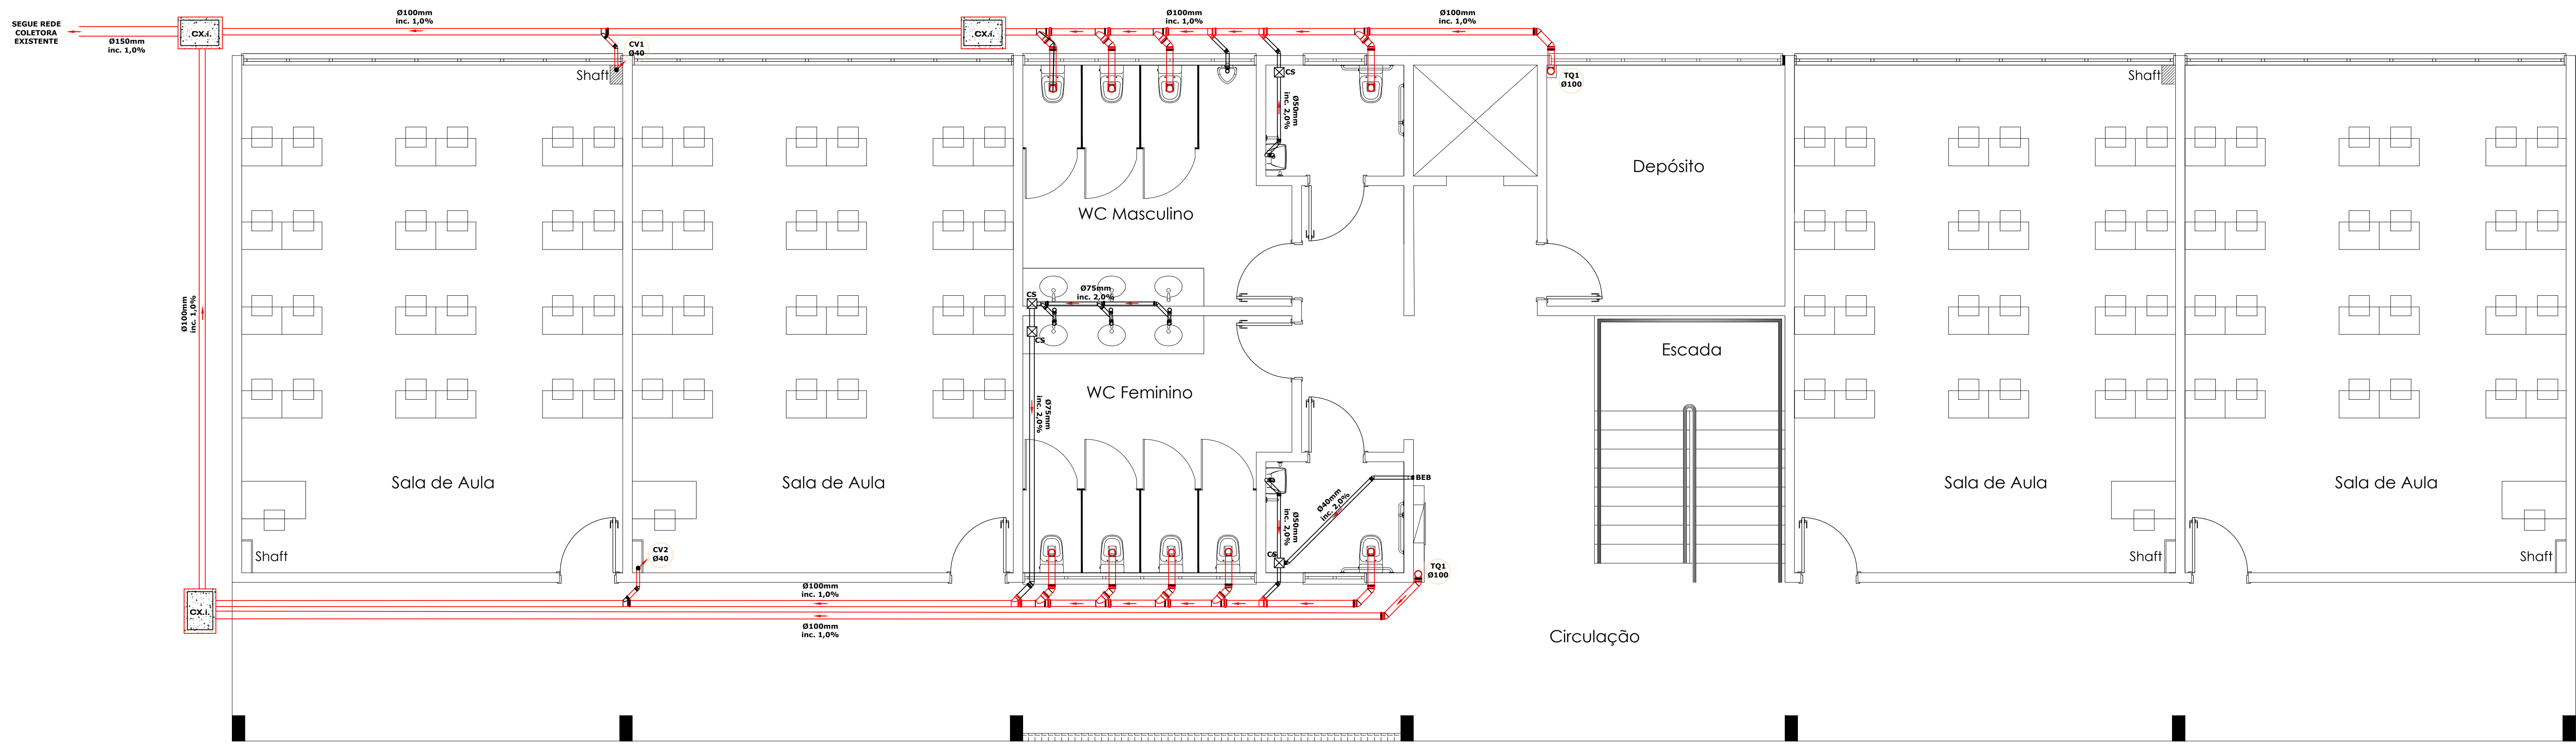 SEGUE REDE
COLETORA
EXISTENTE
Ø150mm
inc. 1,0%
CX.i.
Ø100mm
inc. 1,0%
CV1
Ø40
Shaft
CX.i.
Ø100mm
inc. 1,0%
Ø100mm
inc. 1,0%
TQ1
Ø100
CS
Ø50mm
inc. 2,0%
Shaft
Depósito
WC Masculino
Ø100mm
inc. 1,0%
CS
Ø75mm
inc. 2,0%
CS
Escada
WC Feminino
Ø75mm
inc. 2,0%
Sala de Aula
Sala de Aula
BEB
Ø40mm
inc. 2,0%
Ø50mm
inc. 2,0%
Sala de Aula
Sala de Aula
Shaft
CV2
Ø40
CS
TQ1
Ø100
Shaft
Shaft
CX.i.
Ø100mm
inc. 1,0%
Ø100mm
inc. 1,0%
Circulação